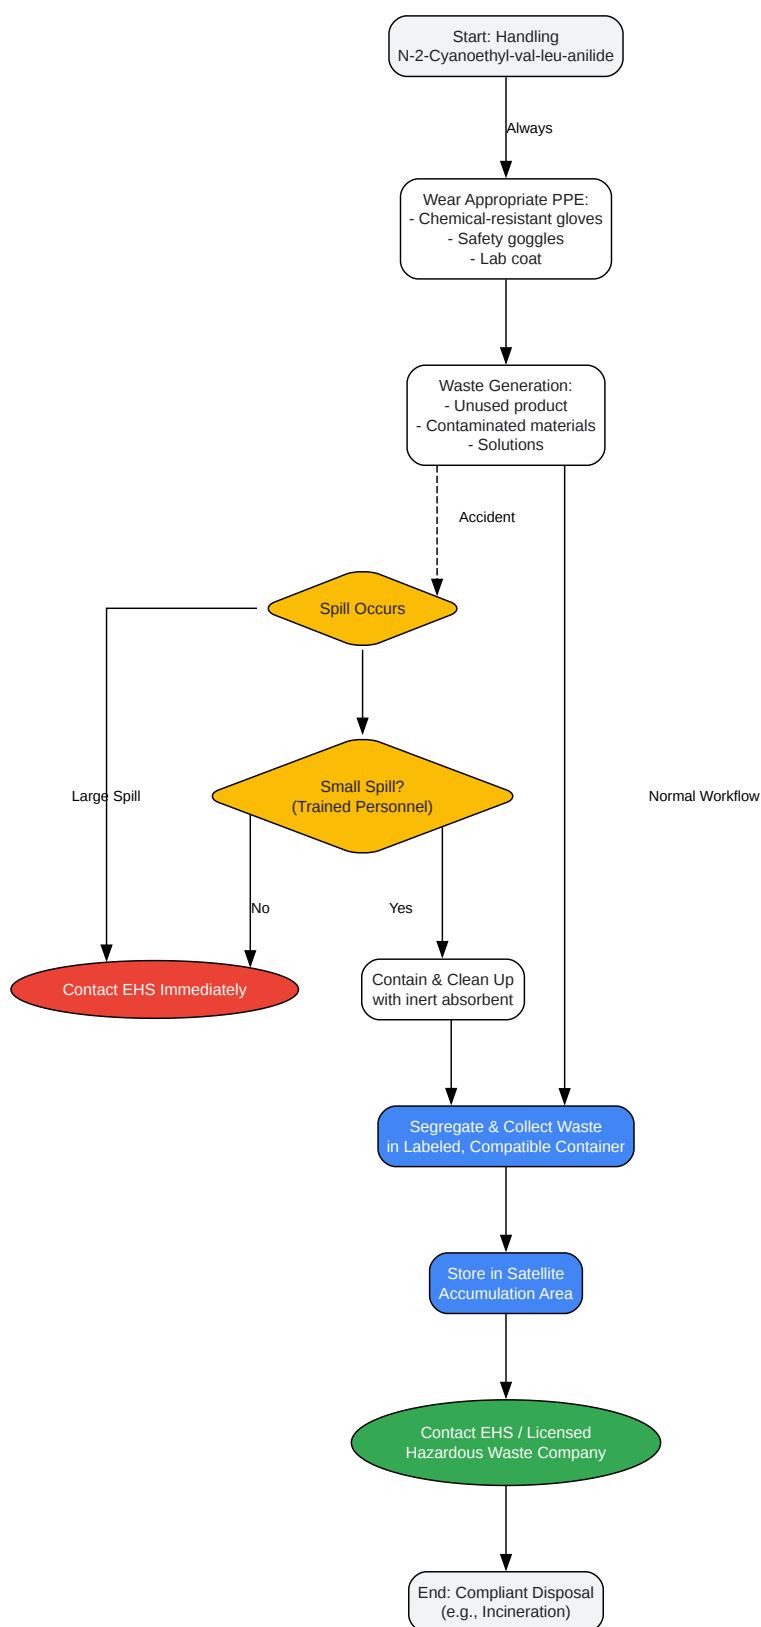 Start: Handling
N-2-Cyanoethyl-val-leu-anilide
Always
Wear Appropriate PPE:
- Chemical-resistant gloves
- Safety goggles
- Lab coat
Waste Generation:
- Unused product
- Contaminated materials
- Solutions
Accident
Spill Occurs
Small Spill?
(Trained Personnel)
Large Spill
Normal Workflow
No
Yes
Contact EHS Immediately
Contain & Clean Up
with inert absorbent
Segregate & Collect Waste
in Labeled, Compatible Container
Store in Satellite
Accumulation Area
Contact EHS / Licensed
Hazardous Waste Company
End: Compliant Disposal
(e.g., Incineration)